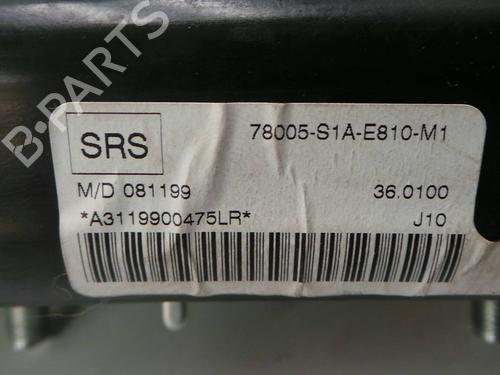 B-PARTS
SRS
78005-S1A-E810-M1
M/D 081199
36.0100
*A3119900475LR*
J10